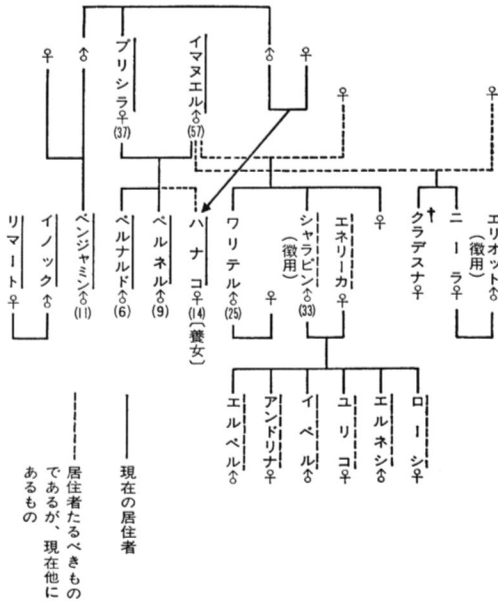 ♀
♂
プリシラ♀
(37)
イマヌエル♂
(57)
♂
♀
♀
♀
リマート♀
イノック♂
ベンジャミン♂
(11)
ベルナルド♂
(6)
ベルネル♂
(9)
ハナコ♀
(14)
〔養女〕
ワリテル♂
(25)
♀
シャラビン♂
(徴用)
(33)
エネリーカ♀
♀
クラデスナ♀
✝
ニーラ♀
エリオット♂
(徴用)
エルベル♂
アンドリナ♀
イベル♂
ユリコ♀
エルネシ♂
ローシ♀
現在の居住者
居住者たるべきもの
であるが、現在他に
あるもの